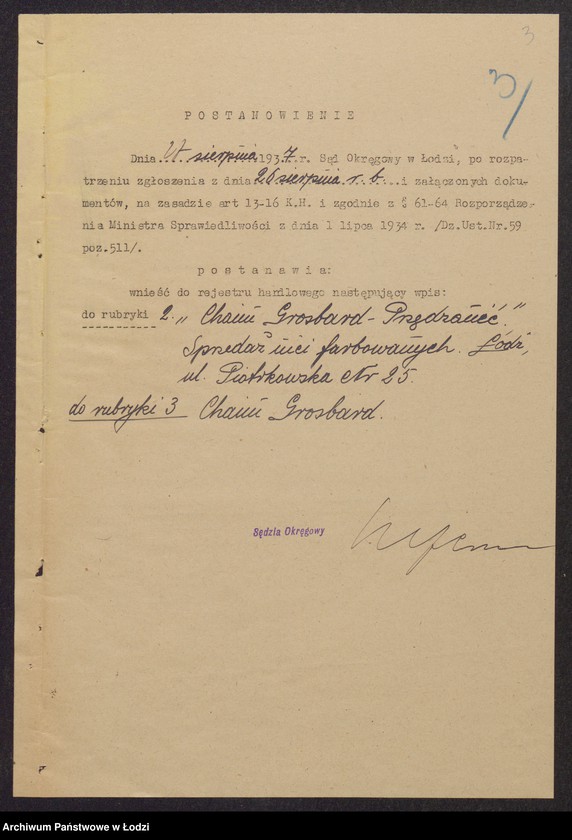 3
3/
POSTANOWIENIE
Dnia 27 sierpnia 1937.r. Sąd Okręgowy w Łodzi, po rozpa-
trzeniu zgłoszenia z dnia 26 sierpnia r. b. i załączonych doku-
mentów, na zasadzie art 13-16 K.H. i zgodnie z § 61-64 Rozporządze-
nia Ministra Sprawiedliwości z dnia 1 lipca 1934 r. /Dz.Ust.Nr.59
poz.511/.
postanawia:
wnieść do rejestru handlowego następujący wpis:
do rubryki 2. „Chaim Grosbard - Przędzanić."
Sprzedaż nici farbowanych. Łódź,
ul. Piotrkowska Nr 25.
do rubryki 3 Chaim Grosbard.
Sędzia Okręgowy
Archiwum Państwowe w Łodzi